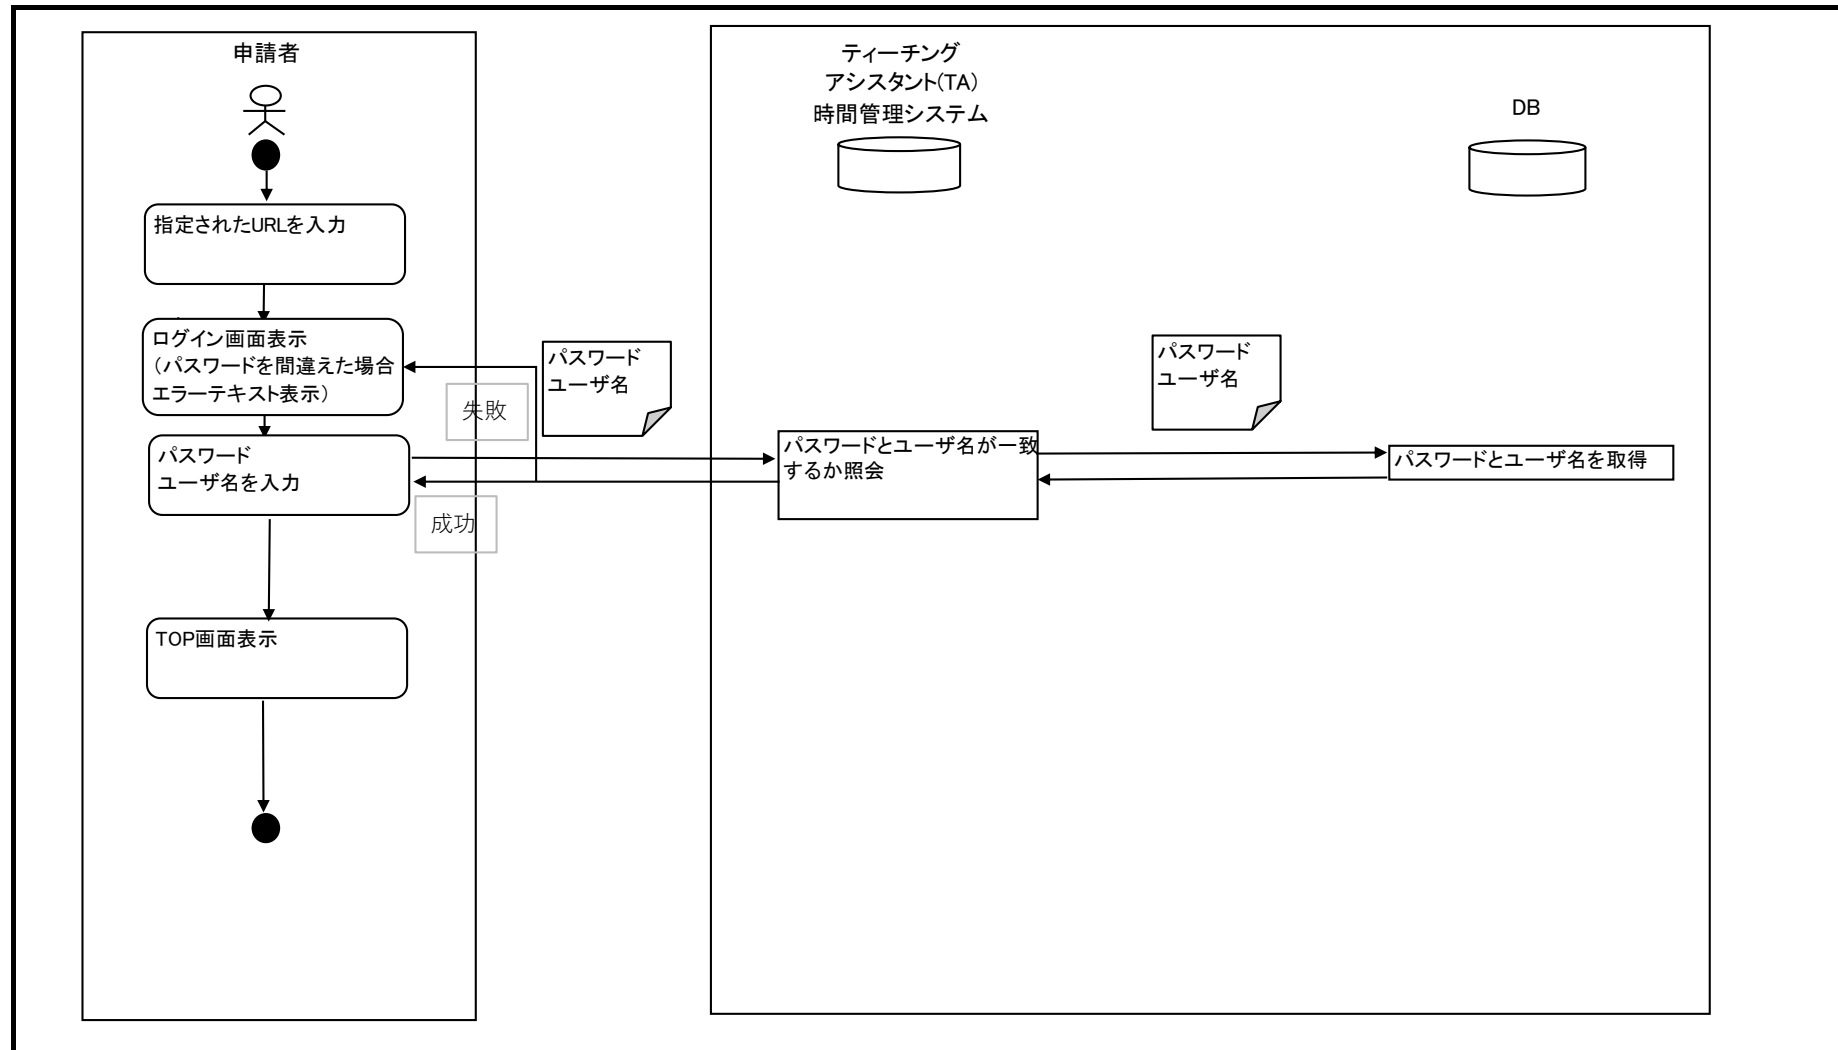 申請者
ティーチング
アシスタント(TA)
時間管理システム
DB
指定されたURLを入力
ログイン画面表示
(パスワードを間違えた場合
エラーテキスト表示)
失敗
パスワード
ユーザ名
パスワード
ユーザ名
パスワード
ユーザ名を入力
成功
パスワードとユーザ名が一致
するか照会
パスワードとユーザ名を取得
TOP画面表示